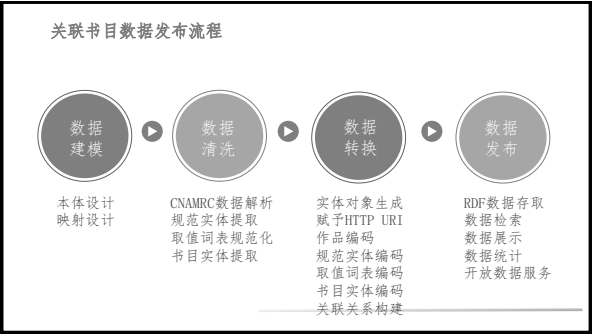 关联书目数据发布流程
数据
建模
数据
清洗
数据
转换
数据
发布
本体设计
映射设计
CNAMRC数据解析
规范实体提取
取值词表规范化
书目实体提取
实体对象生成
赋予HTTP URI
作品编码
规范实体编码
取值词表编码
书目实体编码
关联关系构建
RDF数据存取
数据检索
数据展示
数据统计
开放数据服务